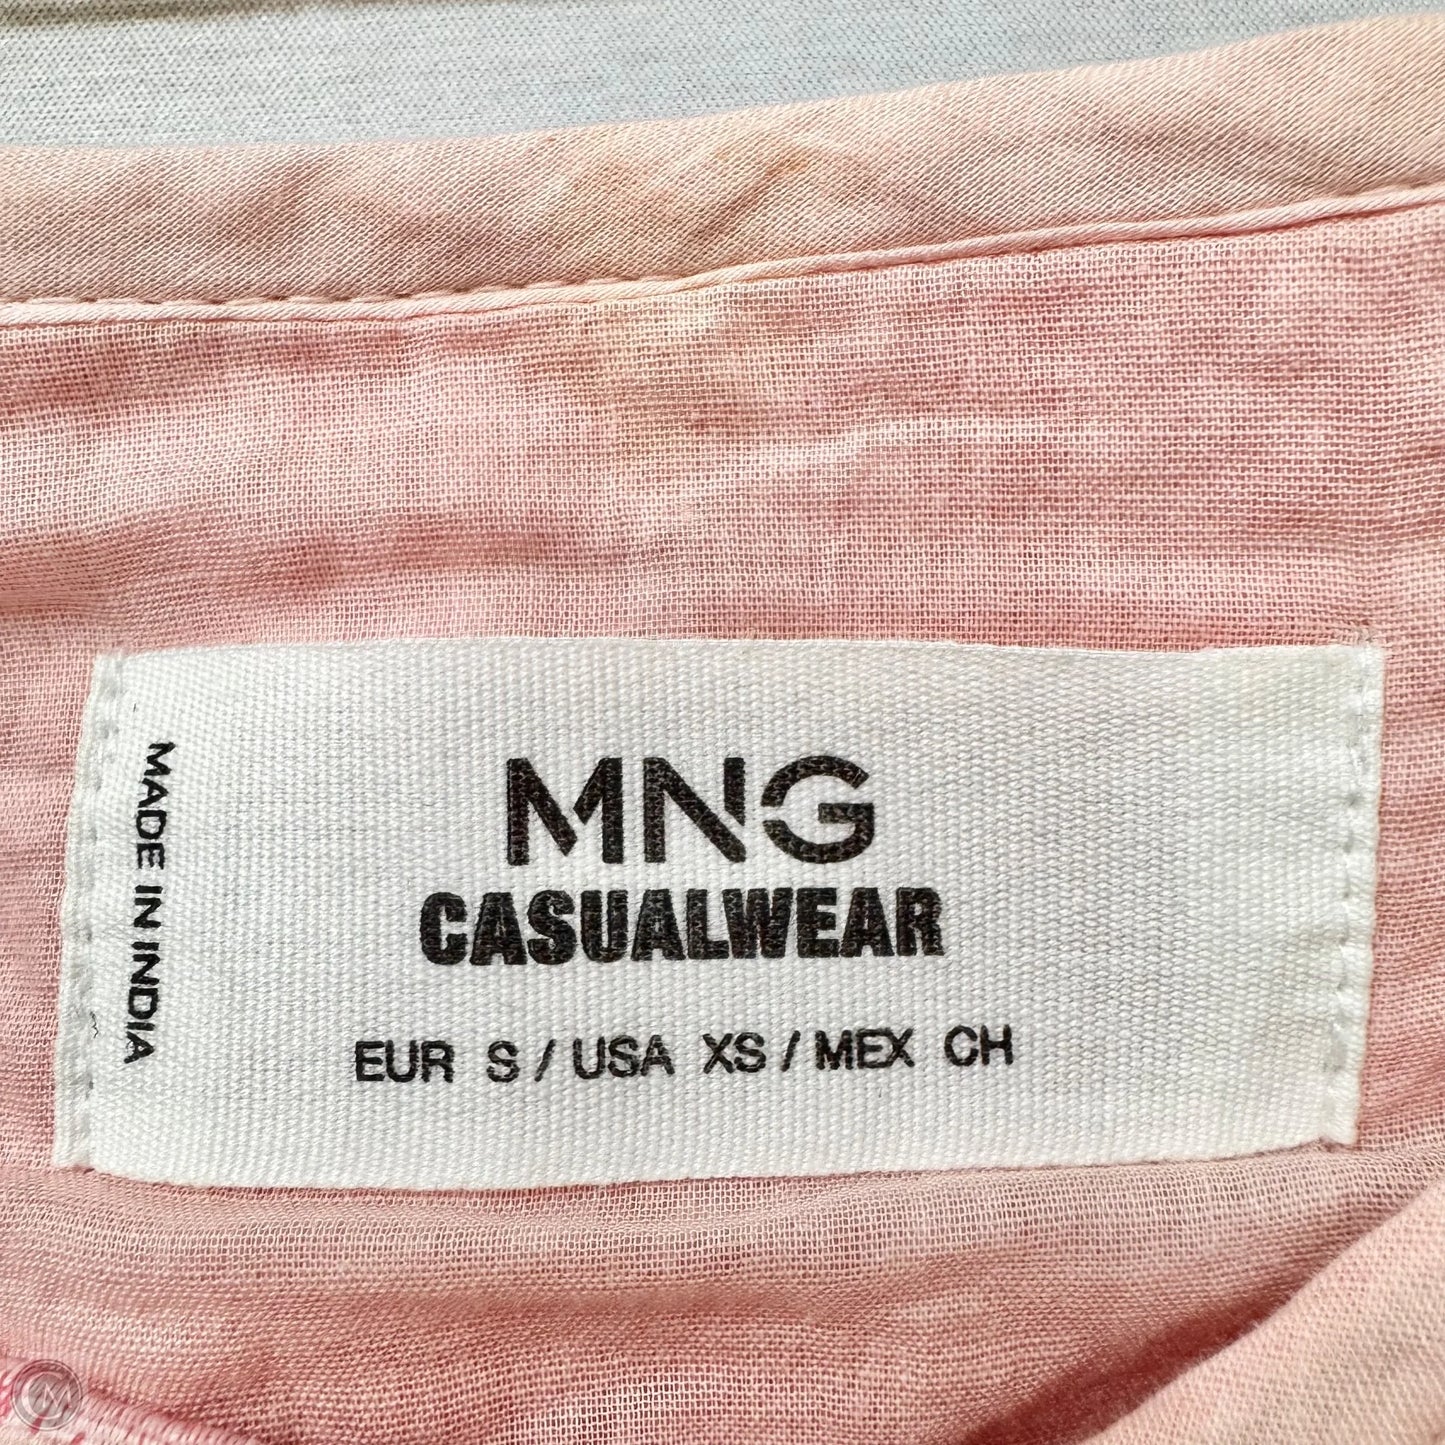 MADE IN INDIA
MNG
CASUALWEAR
EUR S / USA XS / MEX CH